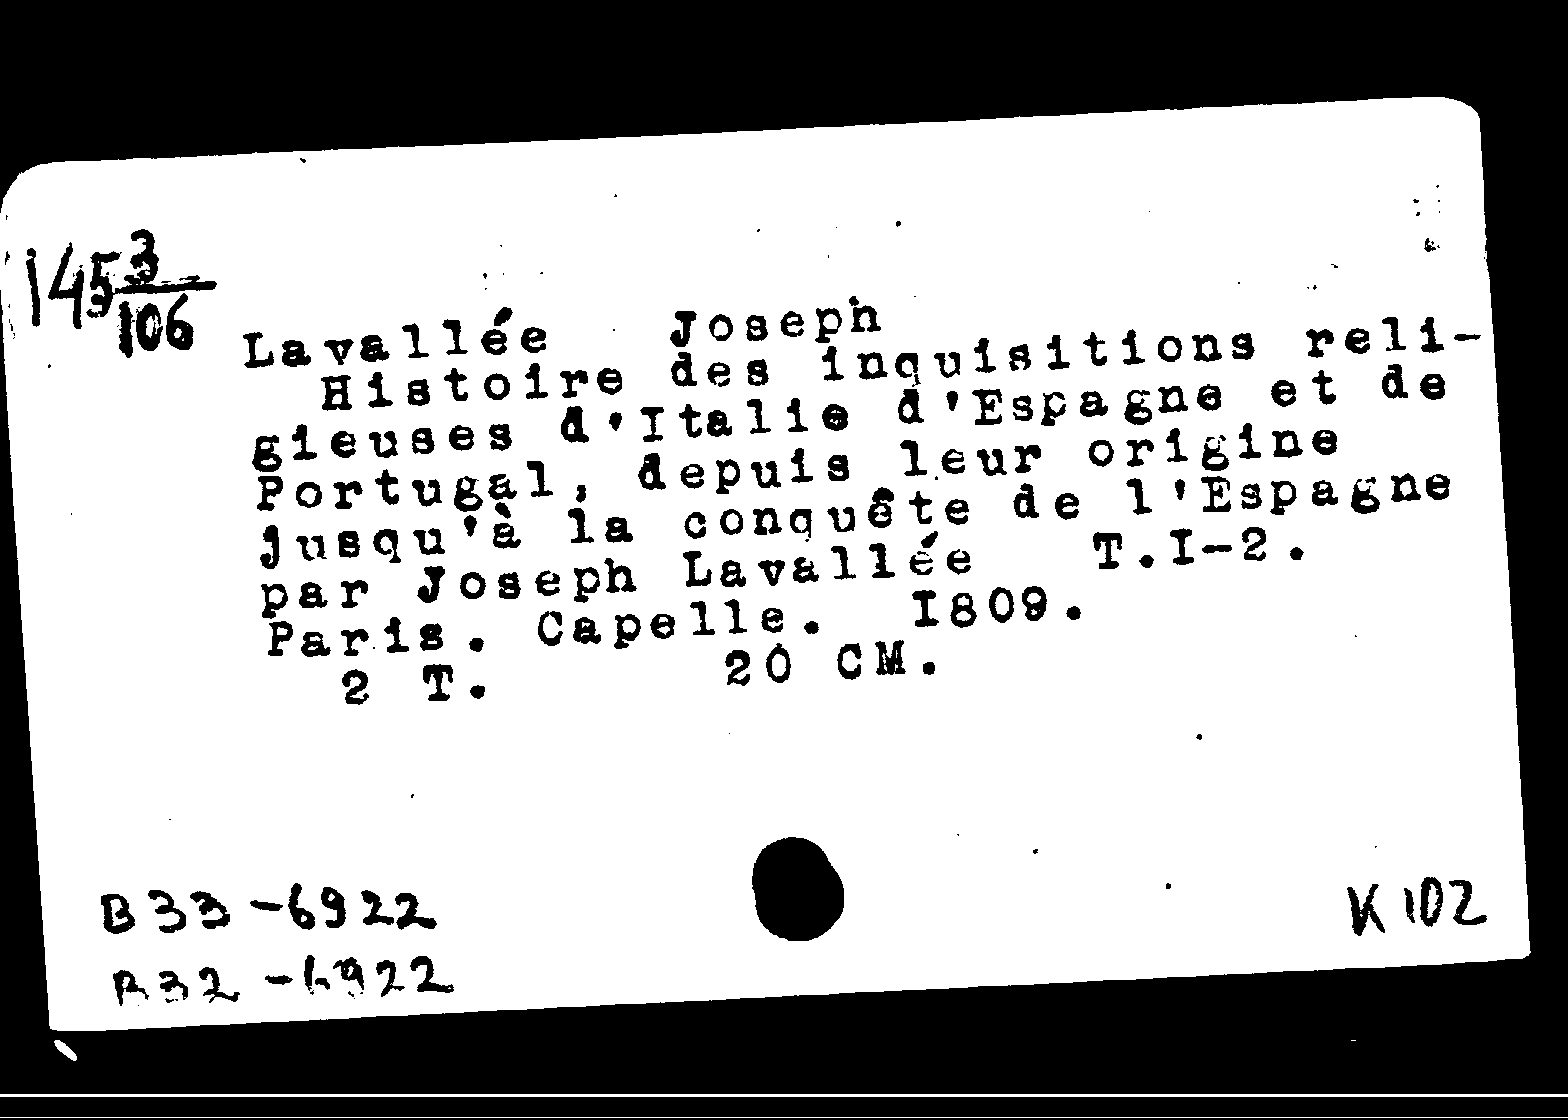 145 3/106
Lavallée Joseph
Histoire des inquisitions reli-
gieuses d'Italie d'Espagne et de
Portugal, depuis leur origine
jusqu'à la conquête de l'Espagne
par Joseph Lavallée T.I-2.
Paris. Capelle. I809.
2 T. 20 CM.
B33-6922
B32-6922
K102